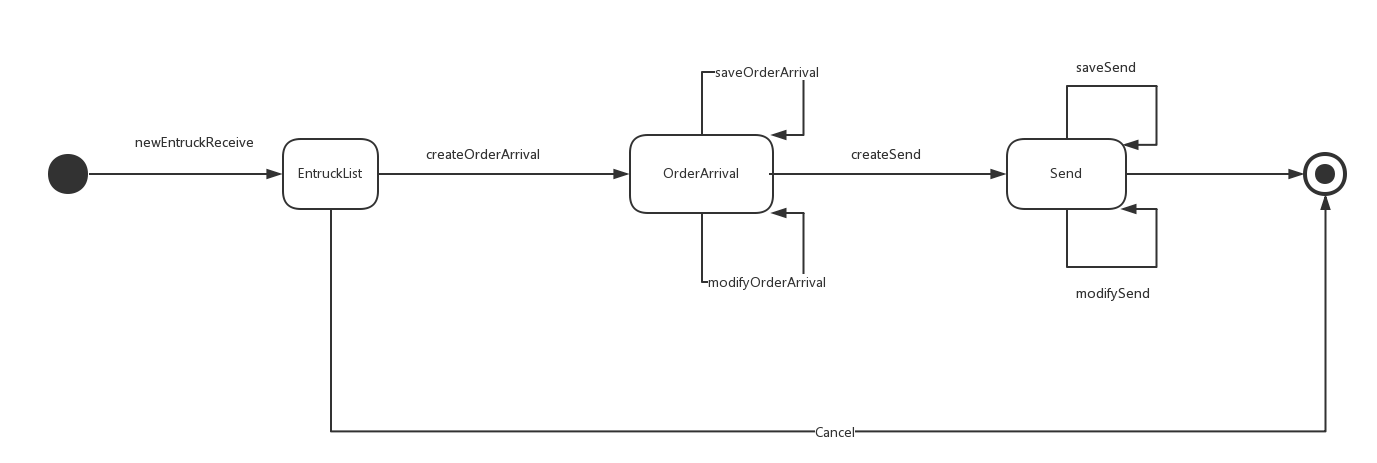 saveOrderArrival
saveSend
newEntruckReceive
createOrderArrival
createSend
EntruckList
OrderArrival
Send
modifyOrderArrival
modifySend
Cancel